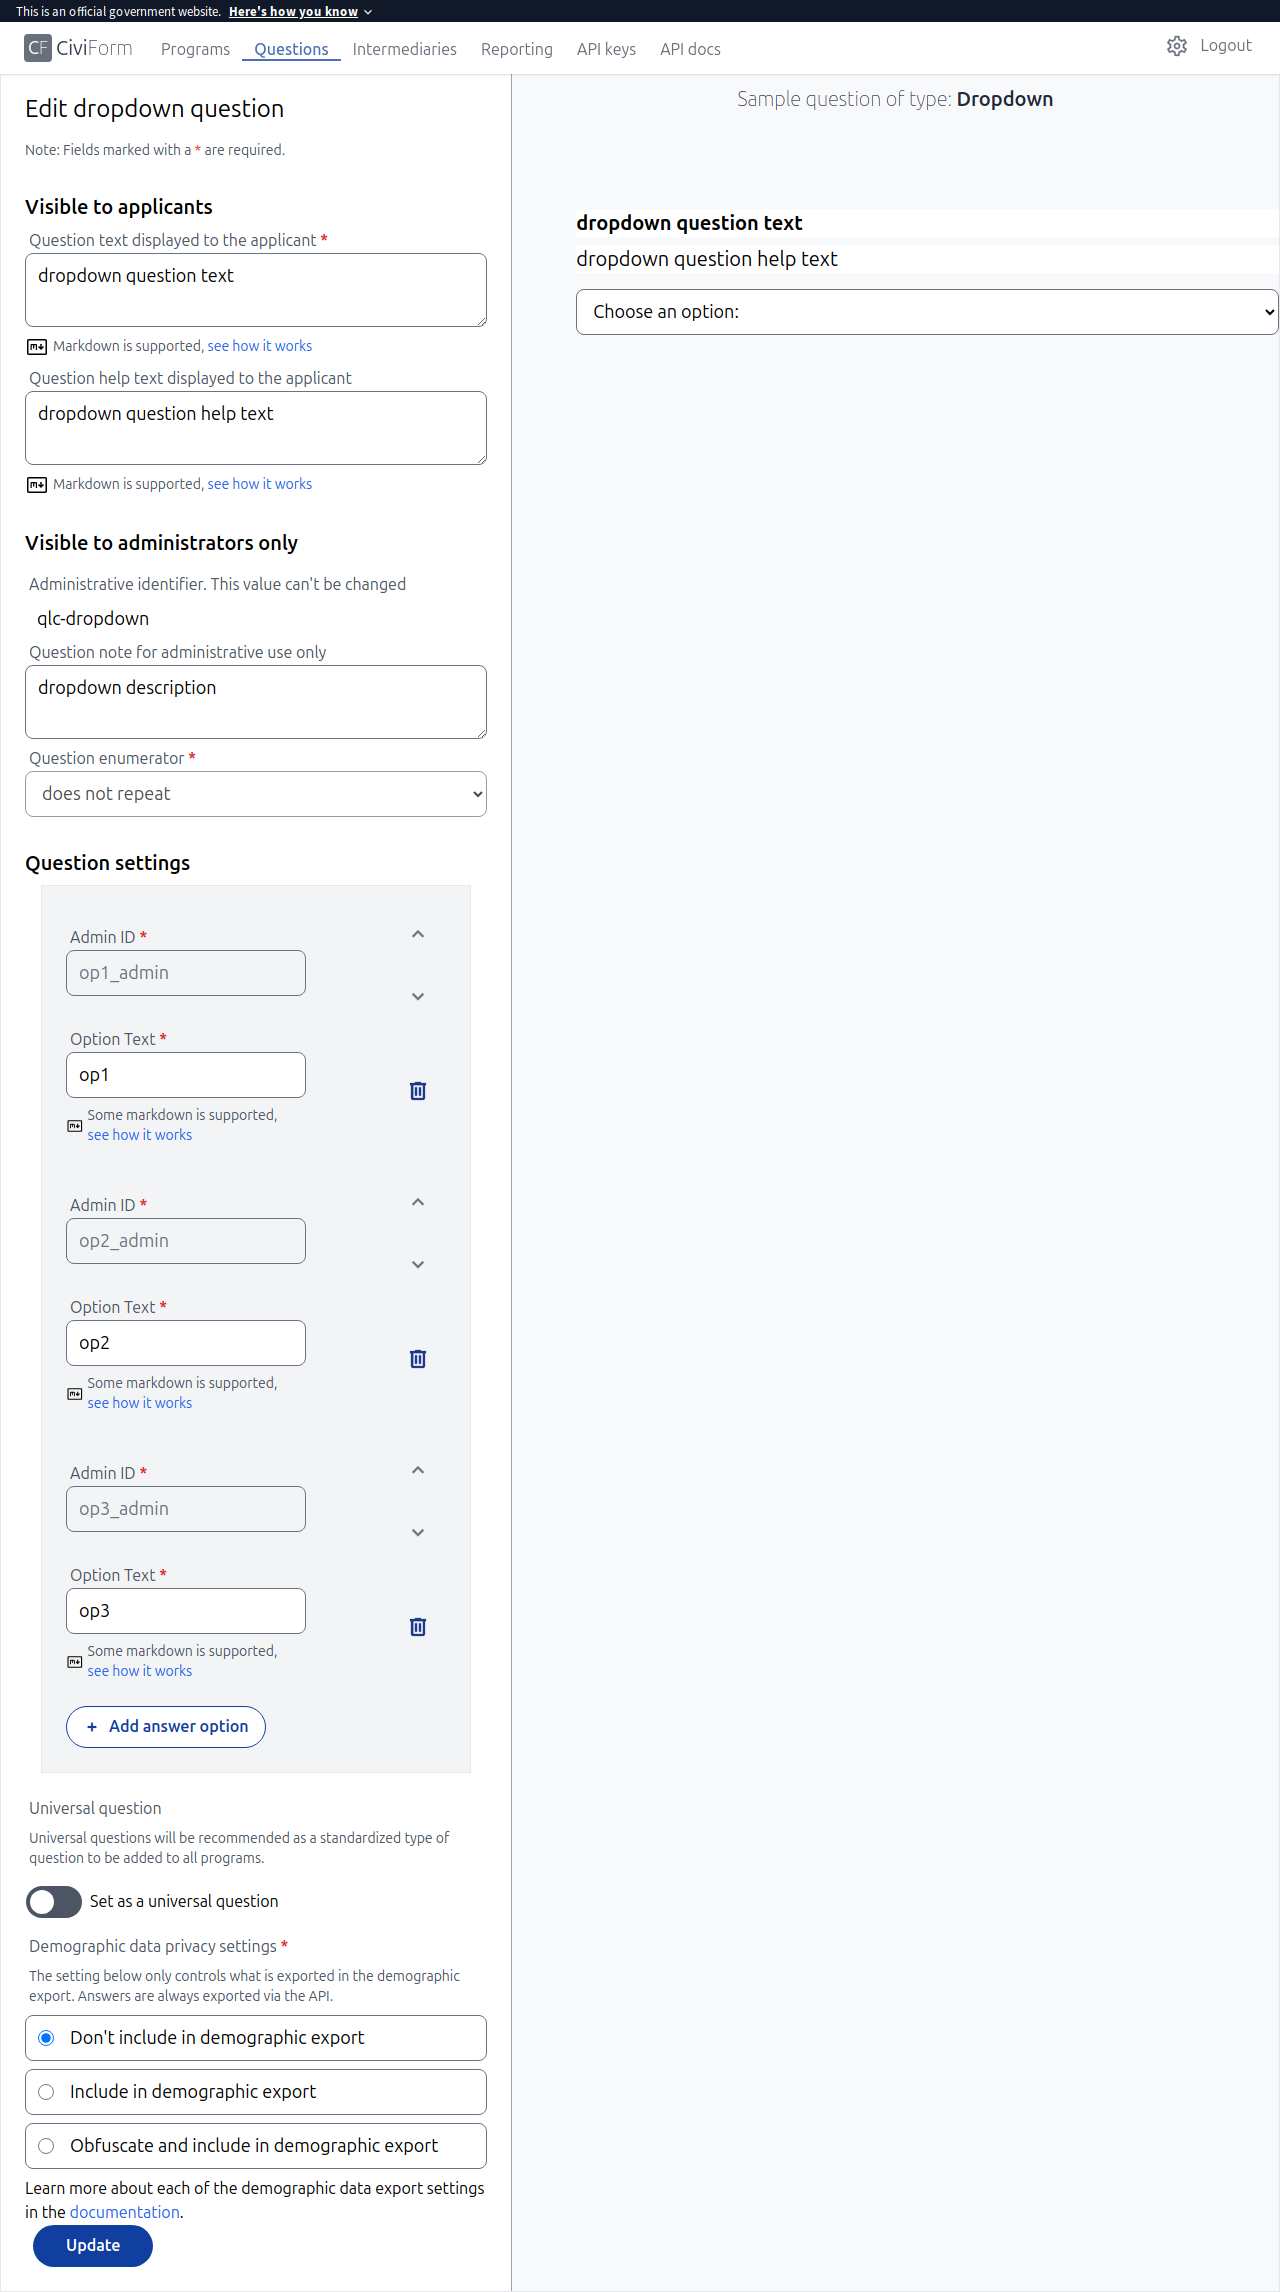 This is an official government website. Here's how you know
CF CiviForm Programs Questions Intermediaries Reporting API keys API docs Logout
Edit dropdown question
Note: Fields marked with a * are required.
Visible to applicants
Question text displayed to the applicant *
dropdown question text
Markdown is supported, see how it works
Question help text displayed to the applicant
dropdown question help text
Markdown is supported, see how it works
Visible to administrators only
Administrative identifier. This value can't be changed
qlc-dropdown
Question note for administrative use only
dropdown description
Question enumerator *
does not repeat
Question settings
Admin ID *
op1_admin
Option Text *
op1
Some markdown is supported,
see how it works
Admin ID *
op2_admin
Option Text *
op2
Some markdown is supported,
see how it works
Admin ID *
op3_admin
Option Text *
op3
Some markdown is supported,
see how it works
+ Add answer option
Universal question
Universal questions will be recommended as a standardized type of
question to be added to all programs.
Set as a universal question
Demographic data privacy settings *
The setting below only controls what is exported in the demographic
export. Answers are always exported via the API.
Don't include in demographic export
Include in demographic export
Obfuscate and include in demographic export
Learn more about each of the demographic data export settings
in the documentation.
Update
Sample question of type: Dropdown
dropdown question text
dropdown question help text
Choose an option: